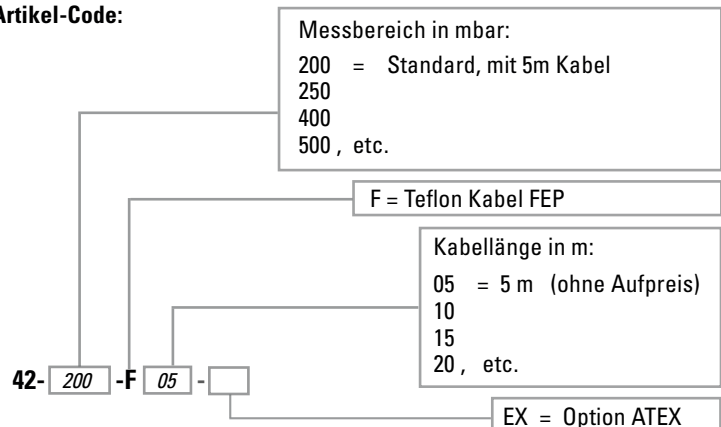 Artikel-Code:
Messbereich in mbar:
200 = Standard, mit 5m Kabel
250
400
500 , etc.
F = Teflon Kabel FEP
Kabellänge in m:
05 = 5 m (ohne Aufpreis)
10
15
20 , etc.
42- 200 -F 05 -
EX = Option ATEX